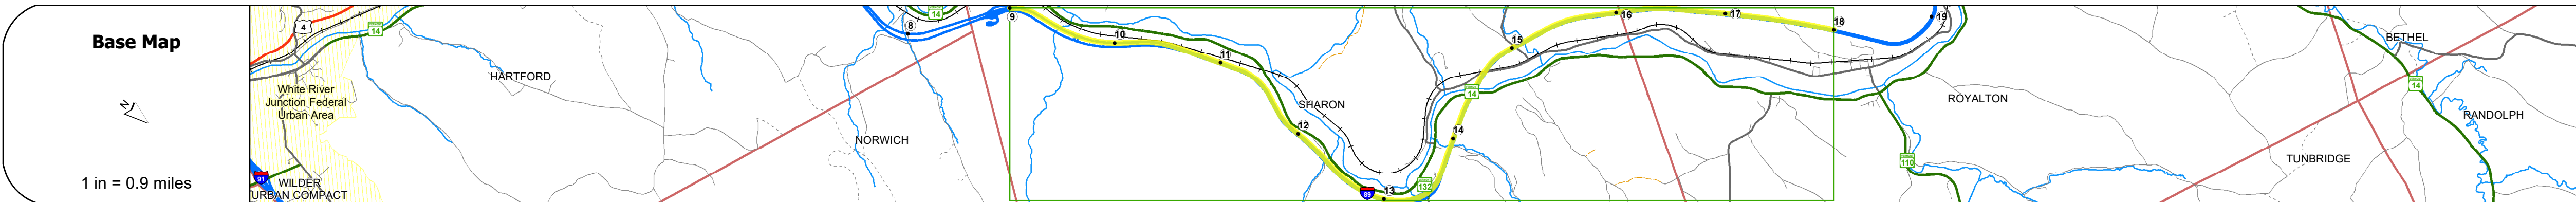 Base Map
N
1 in = 0.9 miles
4
14
HARTFORD
White River
Junction Federal
Urban Area
91
WILDER
URBAN COMPACT
8
14
NORWICH
9
10
11
SHARON
12
13
89
132
14
14
15
16
17
18
19
ROYALTON
110
BETHEL
14
RANDOLPH
TUNBRIDGE